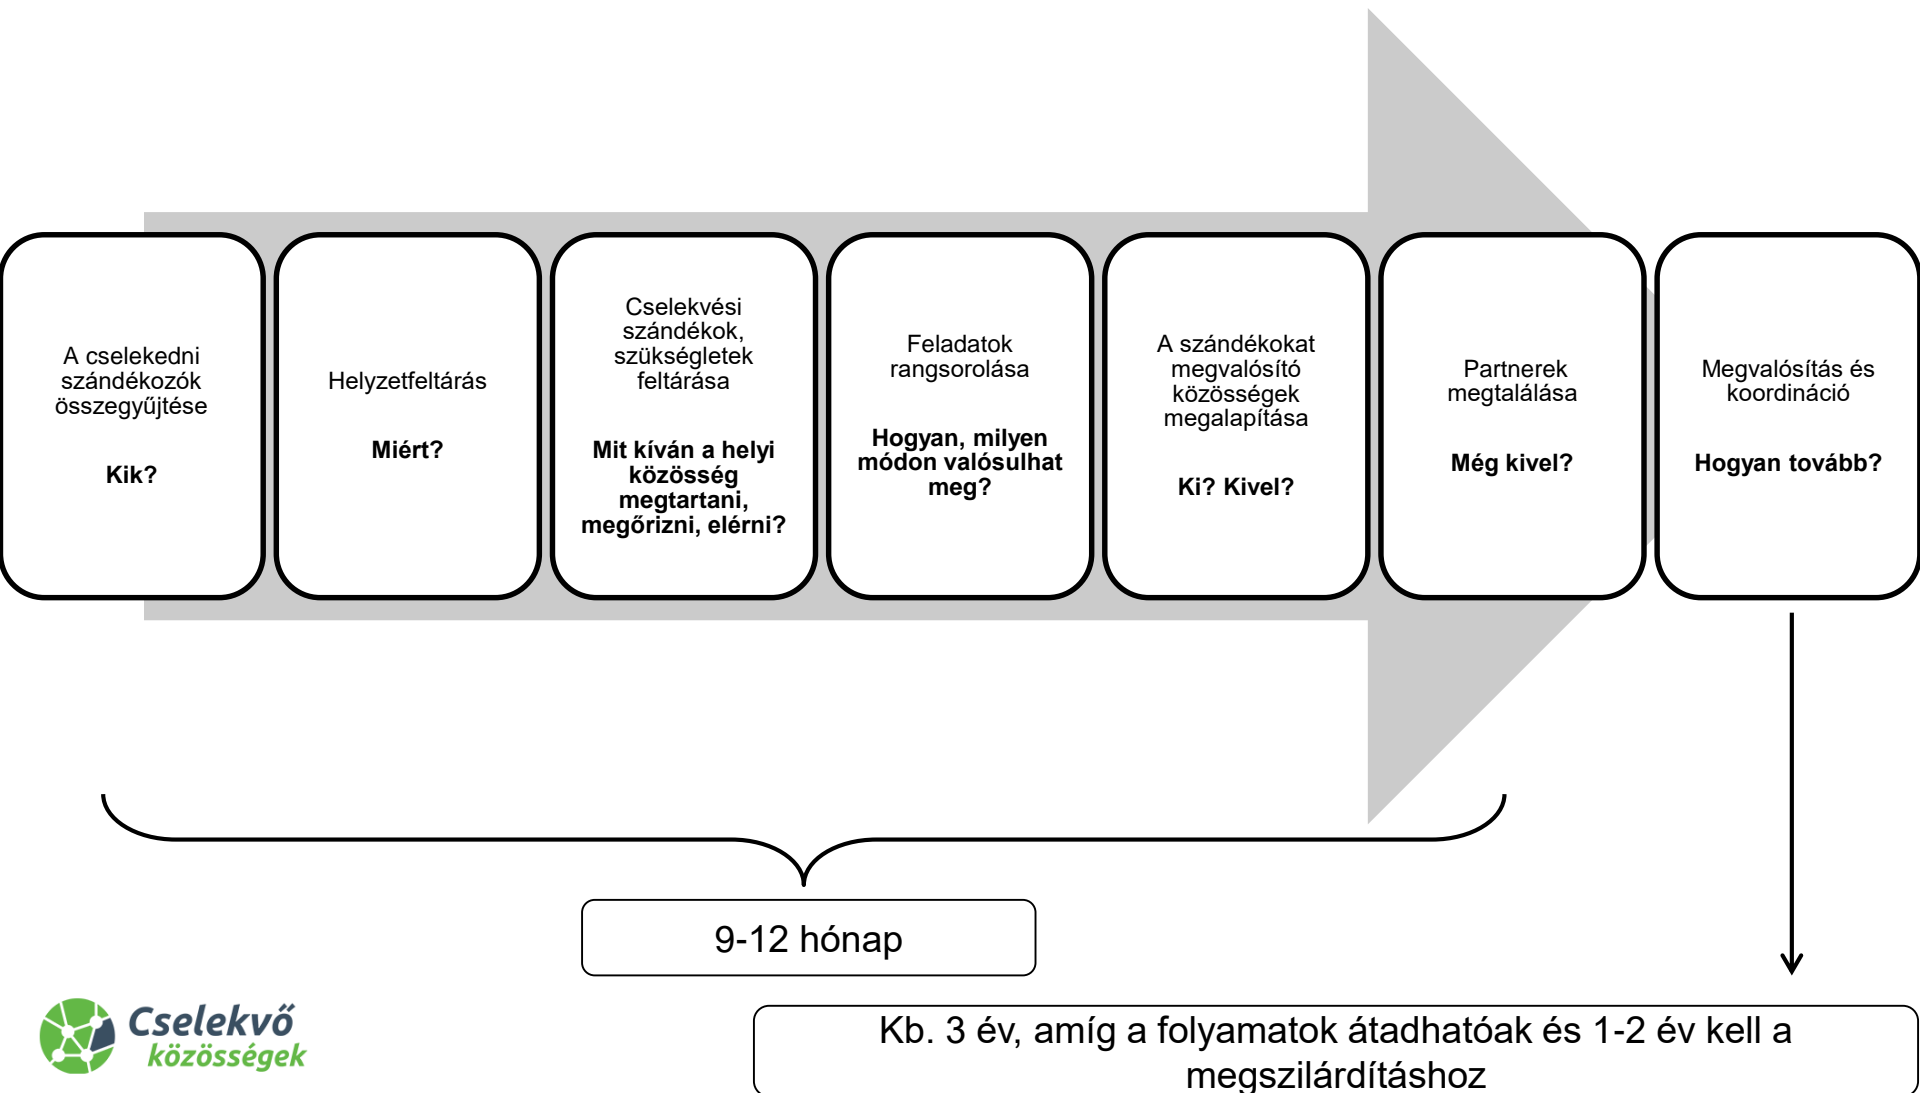 A cselekedni
szándékozók
összegyűjtése
Kik?
Helyzetfeltárás
Miért?
Cselekvési
szándékok,
szükségletek
feltárása
Mit kíván a helyi
közösség
megtartani,
megőrizni, elérni?
Feladatok
rangsorolása
Hogyan, milyen
módon valósulhat
meg?
A szándékokat
megvalósító
közösségek
megalapítása
Ki? Kivel?
Partnerek
megtalálása
Még kivel?
Megvalósítás és
koordináció
Hogyan tovább?
9-12 hónap
Kb. 3 év, amíg a folyamatok átadhatóak és 1-2 év kell a
megszilárdításhoz
Cselekvő
közösségek